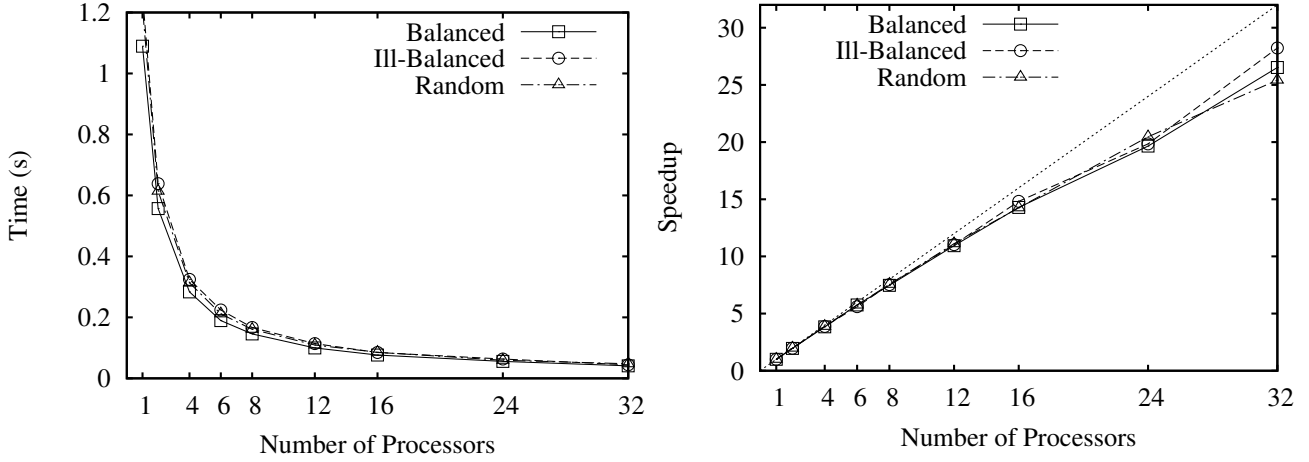 Time (s)
1.2
1
0.8
0.6
0.4
0.2
0
Balanced
Ill-Balanced
Random
1 4 6 8 12 16 24 32
Number of Processors
Speedup
30
25
20
15
10
5
0
Balanced
Ill-Balanced
Random
1 4 6 8 12 16 24 32
Number of Processors